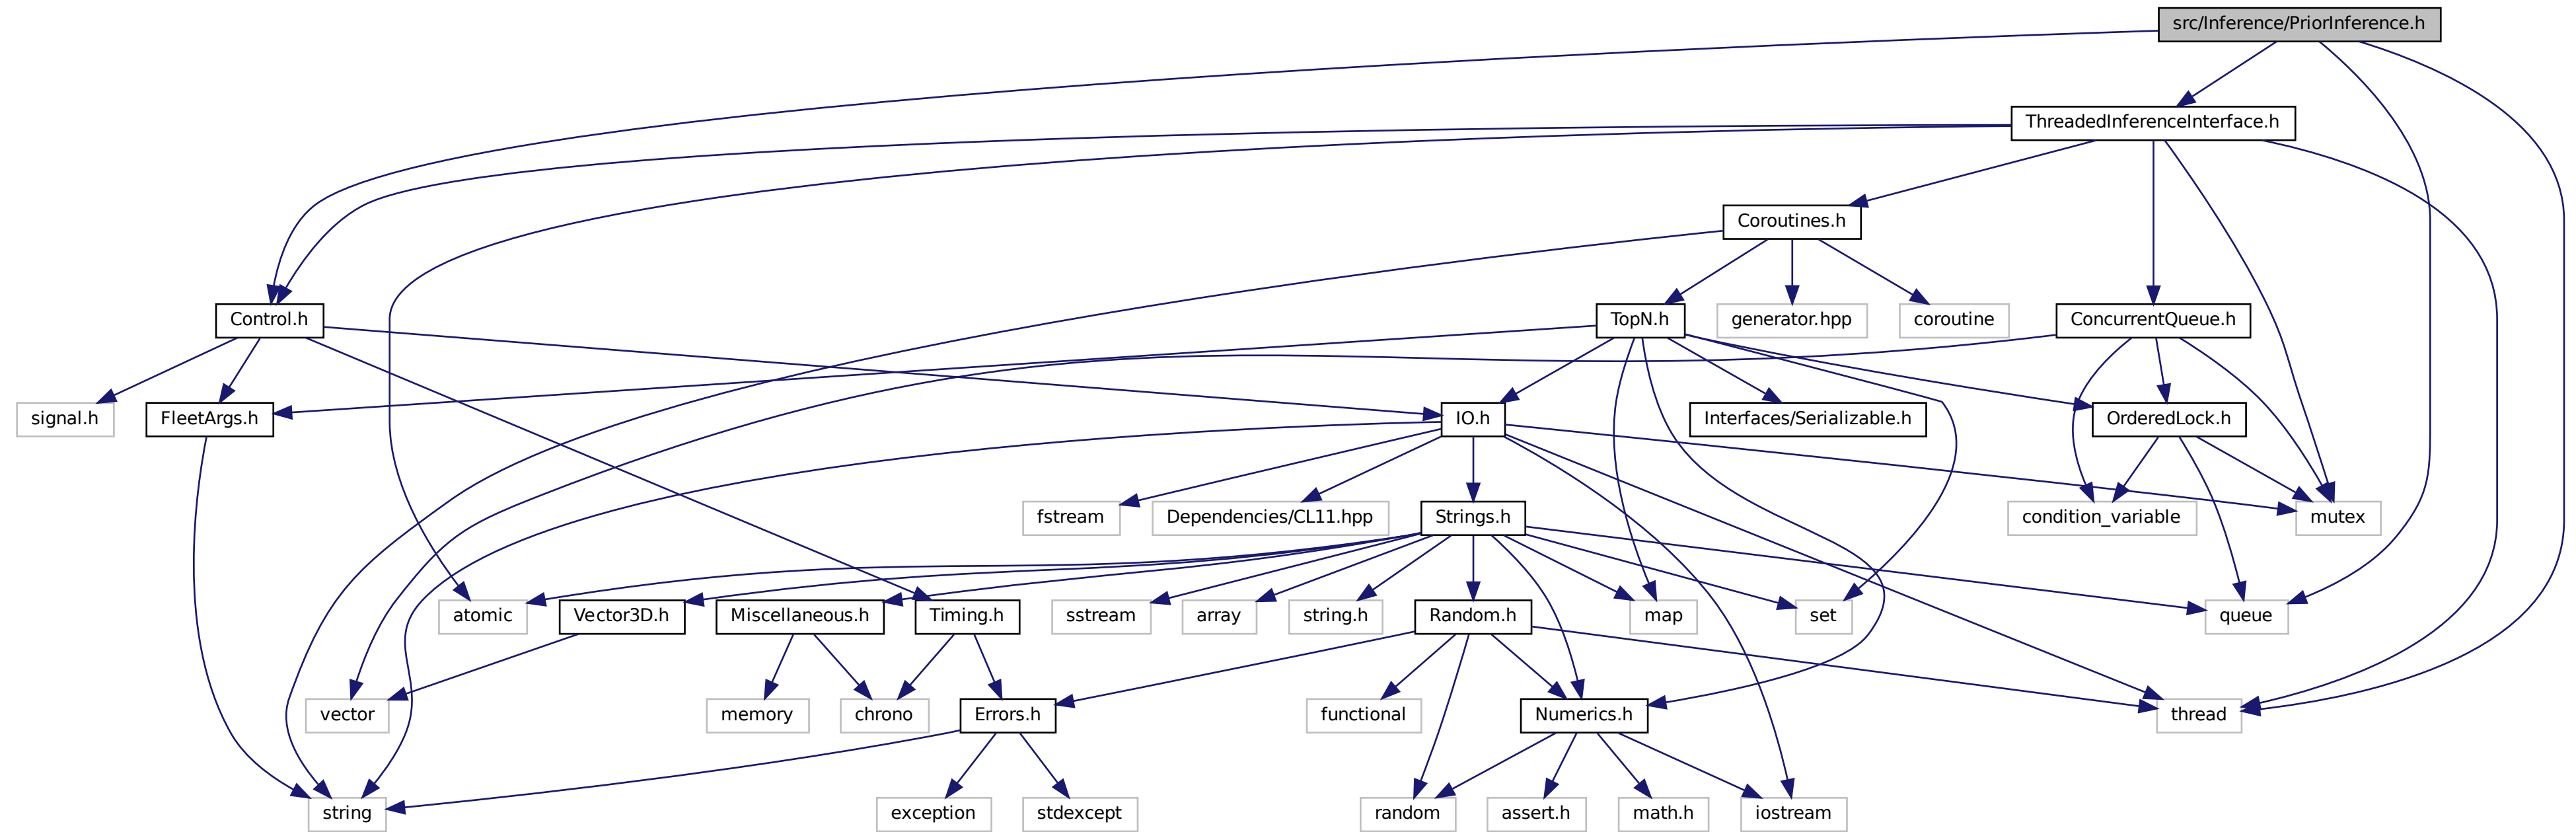 src/Inference/PriorInference.h
ThreadedInferenceInterface.h
Coroutines.h
Control.h
TopN.h
generator.hpp
coroutine
ConcurrentQueue.h
signal.h
FleetArgs.h
IO.h
Interfaces/Serializable.h
OrderedLock.h
fstream
Dependencies/CL11.hpp
Strings.h
condition_variable
mutex
atomic
Vector3D.h
Miscellaneous.h
Timing.h
sstream
array
string.h
Random.h
map
set
queue
vector
memory
chrono
Errors.h
functional
Numerics.h
thread
string
exception
stdexcept
random
assert.h
math.h
iostream